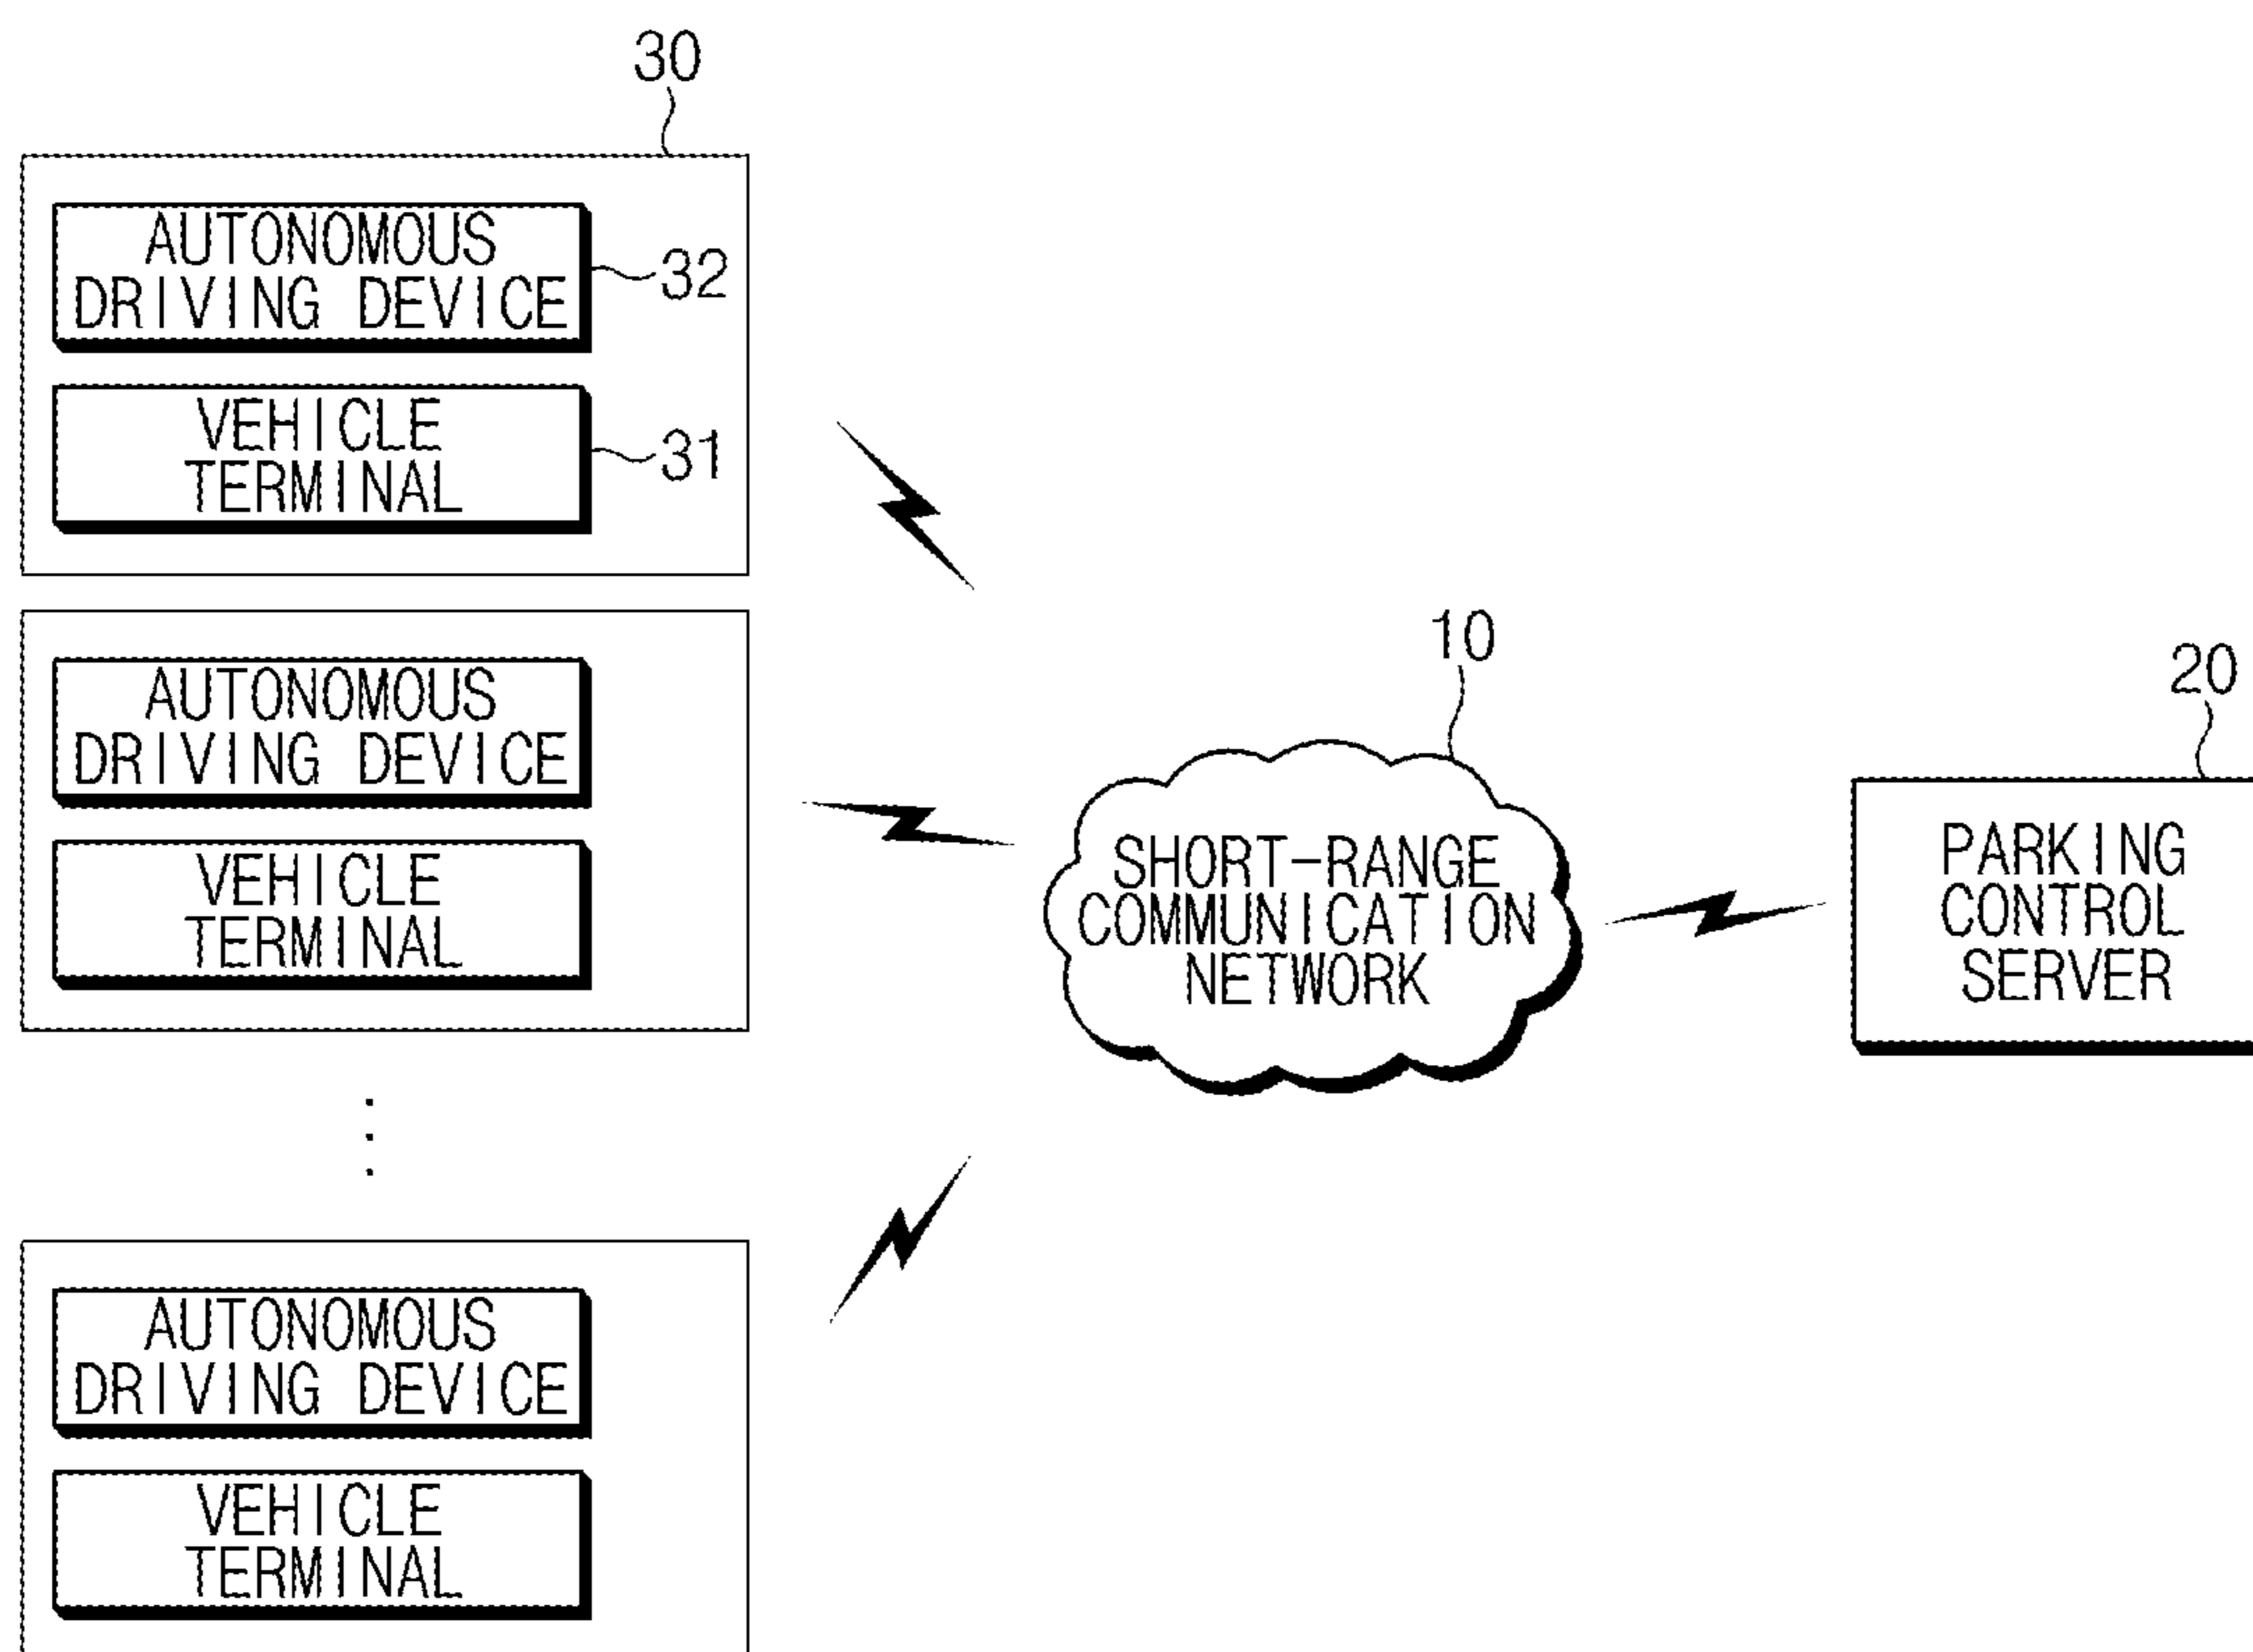 30
AUTONOMOUS
DRIVING DEVICE
32
VEHICLE
TERMINAL
31
AUTONOMOUS
DRIVING DEVICE
VEHICLE
TERMINAL
AUTONOMOUS
DRIVING DEVICE
VEHICLE
TERMINAL
10
SHORT-RANGE
COMMUNICATION
NETWORK
20
PARKING
CONTROL
SERVER